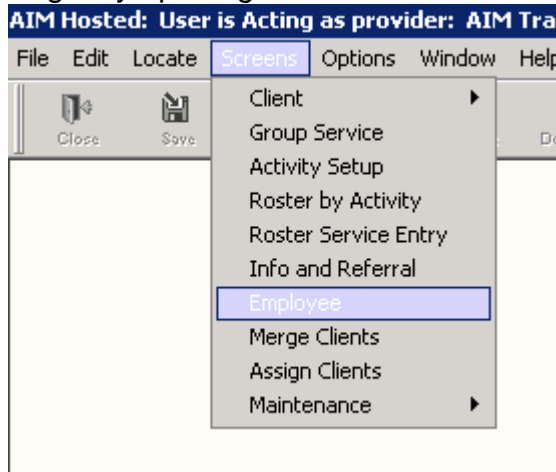 AIM Hosted: User is Acting as provider: AIM Tra
File Edit Locate Screens Options Window Help
Close Save
Client
Group Service
Activity Setup
Roster by Activity
Roster Service Entry
Info and Referral
Employee
Merge Clients
Assign Clients
Maintenance